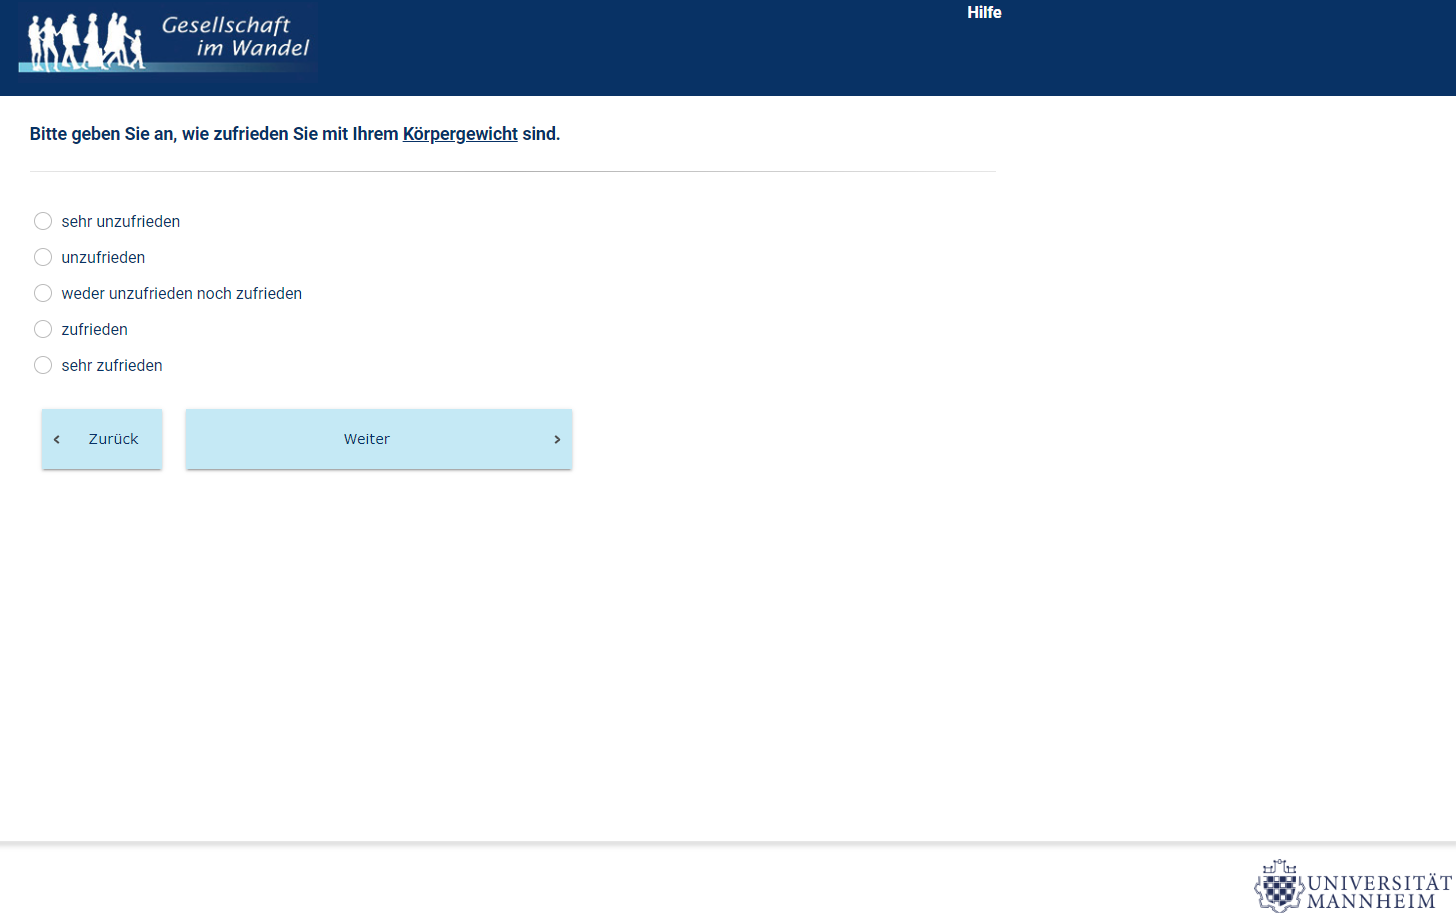 Gesellschaft
im Wandel
Hilfe
Bitte geben Sie an, wie zufrieden Sie mit Ihrem Körpergewicht sind.
sehr unzufrieden
unzufrieden
weder unzufrieden noch zufrieden
zufrieden
sehr zufrieden
Zurück
Weiter
UNIVERSITÄT
MANNHEIM